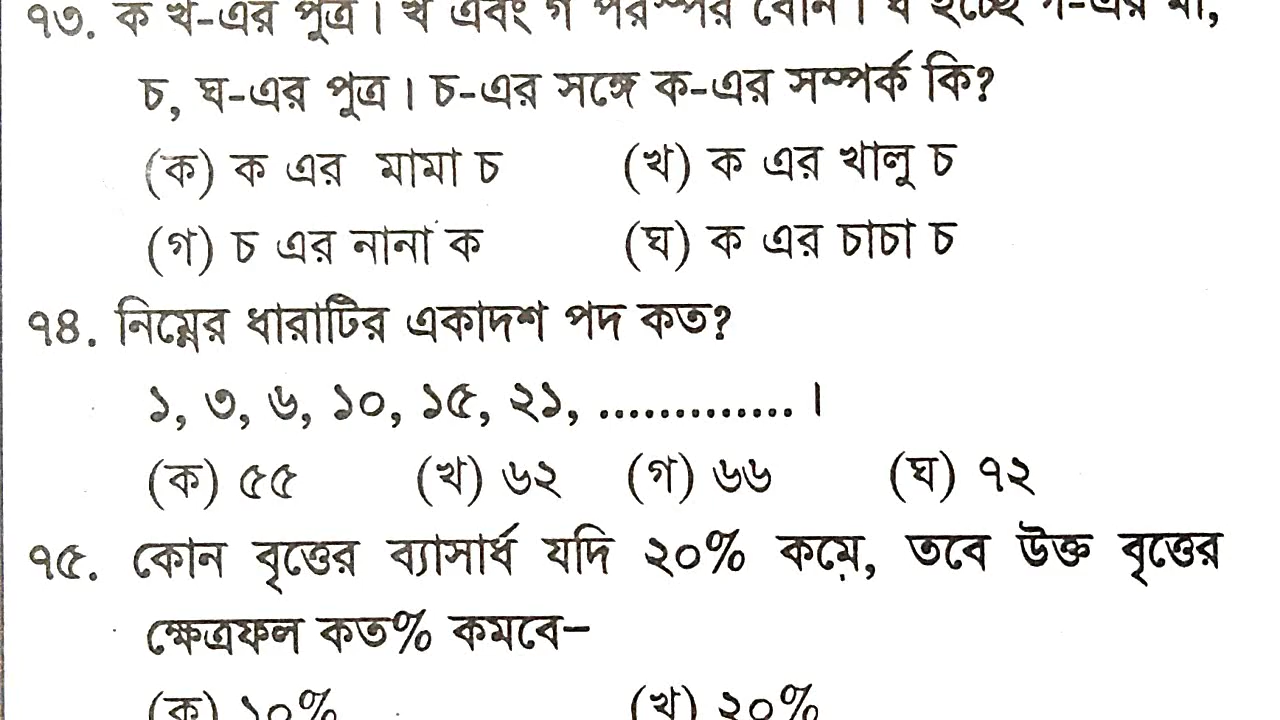 ৭৩. ক খ-এর পুত্র। খ এবং গ পরস্পর বোন। ঘ হচ্ছে গ-এর মা,
চ, ঘ-এর পুত্র। চ-এর সঙ্গে ক-এর সম্পর্ক কি?
(ক) ক এর মামা চ (খ) ক এর খালু চ
(গ) চ এর নানা ক (ঘ) ক এর চাচা চ
৭৪. নিম্নের ধারাটির একাদশ পদ কত?
১, ৩, ৬, ১০, ১৫, ২১, .............।
(ক) ৫৫ (খ) ৬২ (গ) ৬৬ (ঘ) ৭২
৭৫. কোন বৃত্তের ব্যাসার্ধ যদি ২০% কমে, তবে উক্ত বৃত্তের
ক্ষেত্রফল কত% কমবে–
(ক) ১০% (খ) ২০%